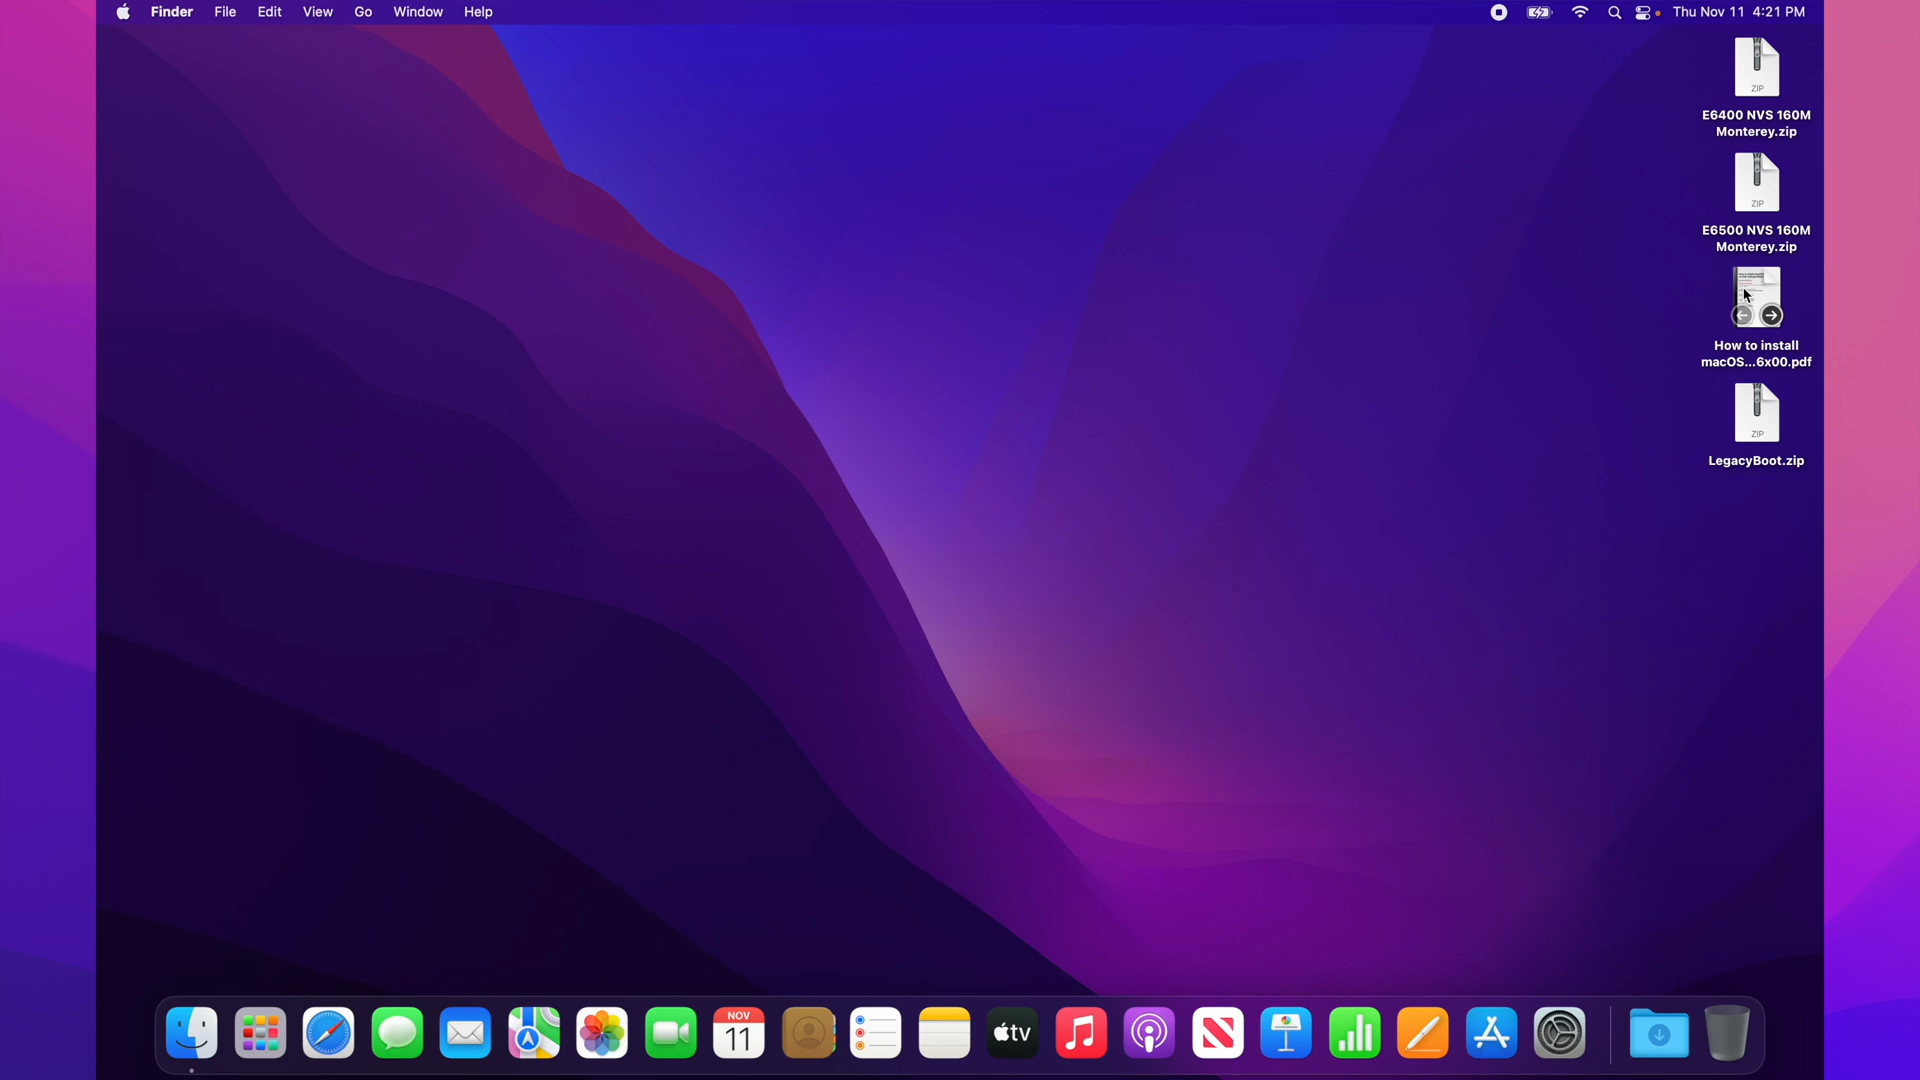 Finder File Edit View Go Window Help Thu Nov 11 4:21 PM
ZIP
E6400 NVS 160M
Monterey.zip
ZIP
E6500 NVS 160M
Monterey.zip
How to install
macOS...6x00.pdf
ZIP
LegacyBoot.zip
NOV
11
tv